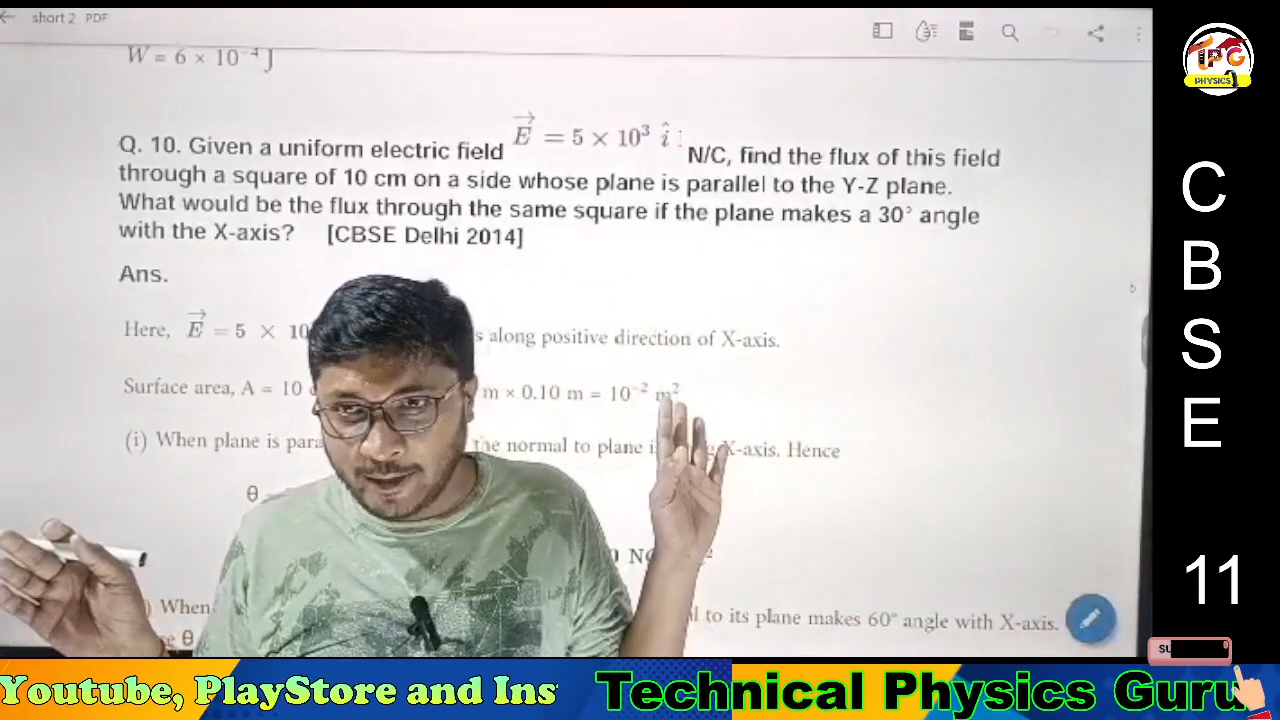 short 2 PDF
W = 6 × 10⁻⁴ J
TPG
PHYSICS
Q. 10. Given a uniform electric field E⃗ = 5 × 10³ î N/C, find the flux of this field
through a square of 10 cm on a side whose plane is parallel to the Y-Z plane.
What would be the flux through the same square if the plane makes a 30° angle
with the X-axis? [CBSE Delhi 2014]
Ans.
Here, E⃗ = 5 × 10 along positive direction of X-axis.
Surface area, A = 10 m × 0.10 m = 10⁻² m²
(i) When plane is the normal to plane X-axis. Hence
θ
When to its plane makes 60° angle with X-axis.
θ
C
B
S
E
11
Youtube, PlayStore and Ins
Technical Physics Guru